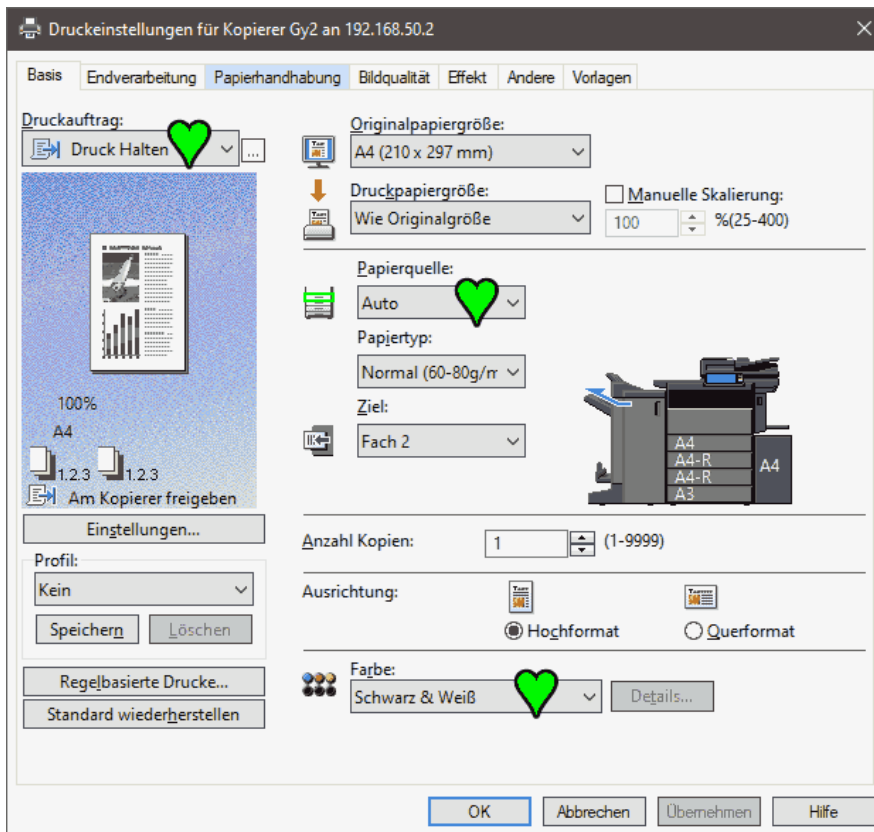 Druckeinstellungen für Kopierer Gy2 an 192.168.50.2
Basis Endverarbeitung Papierhandhabung Bildqualität Effekt Andere Vorlagen
Druckauftrag:
Druck Halten
...
100%
A4
1.2.3 1.2.3
Am Kopierer freigeben
Einstellungen...
Profil:
Kein
Speichern Löschen
Regelbasierte Drucke...
Standard wiederherstellen
Originalpapiergröße:
A4 (210 x 297 mm)
Druckpapiergröße:
Wie Originalgröße
Manuelle Skalierung:
100 %(25-400)
Papierquelle:
Auto
Papiertyp:
Normal (60-80g/m
Ziel:
Fach 2
A4
A4-R
A4-R
A3
A4
Anzahl Kopien: 1 (1-9999)
Ausrichtung:
Hochformat Querformat
Farbe:
Schwarz & Weiß Details...
OK Abbrechen Übernehmen Hilfe